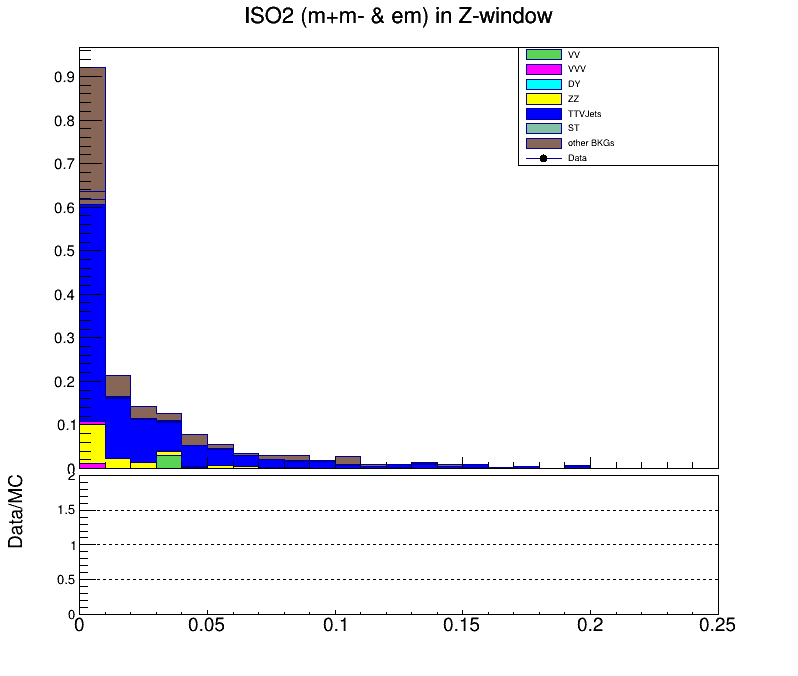 ISO2 (m+m- & em) in Z-window
VV
VVV
DY
ZZ
TTVJets
ST
other BKGs
Data
0.9
0.8
0.7
0.6
0.5
0.4
0.3
0.2
0.1
0
Data/MC
2
1.5
1
0.5
0
0 0.05 0.1 0.15 0.2 0.25